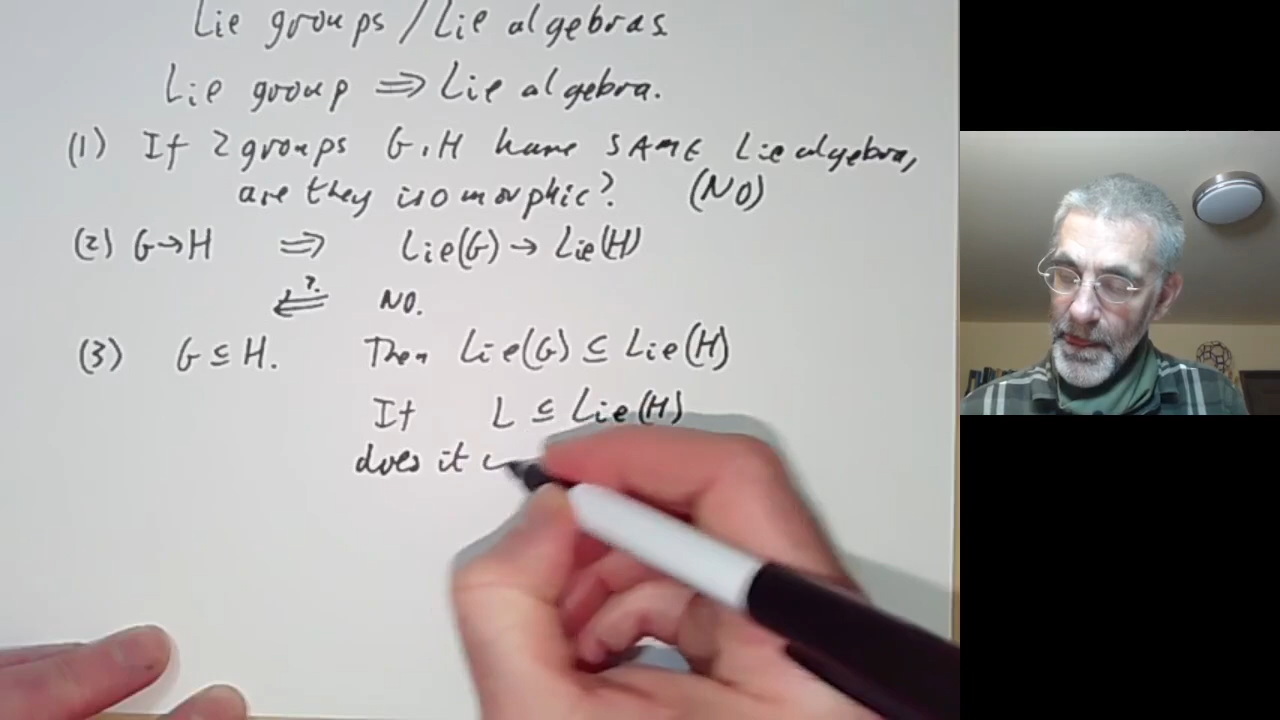 Lie groups / Lie algebras.
Lie group ⇒ Lie algebra.
(1) If 2 groups G, H have SAME Lie algebra,
are they isomorphic? (NO)
(2) G→H ⇒ Lie(G) → Lie(H)
⇐? NO.
(3) G ⊆ H. Then Lie(G) ⊆ Lie(H)
If L ⊆ Lie(H)
does it c